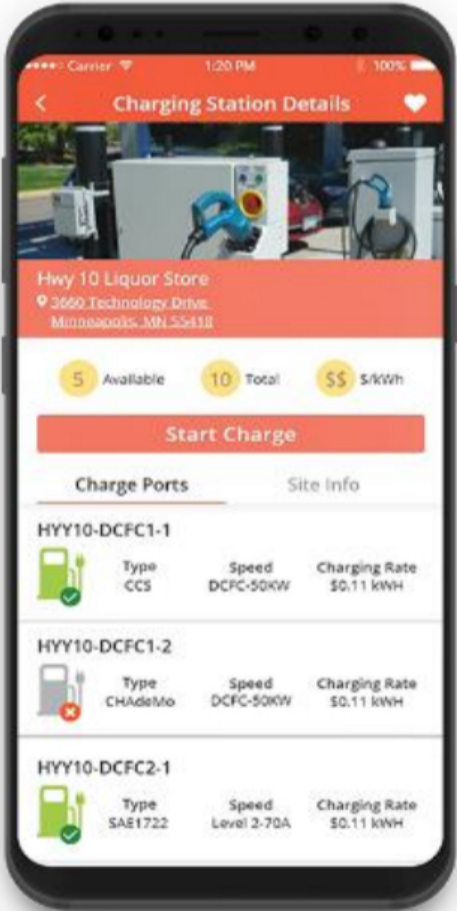 Carrier 1:20 PM 100%
Charging Station Details
Hwy 10 Liquor Store
3660 Technology Drive
Minneapolis, MN 55418
5 Available 10 Total $$ $/kWh
Start Charge
Charge Ports Site Info
HYY10-DCFC1-1
Type Speed Charging Rate
CCS DCFC-50KW $0.11 kWH
HYY10-DCFC1-2
Type Speed Charging Rate
CHAdeMo DCFC-50KW $0.11 kWH
HYY10-DCFC2-1
Type Speed Charging Rate
SAE1722 Level 2-70A $0.11 kWH